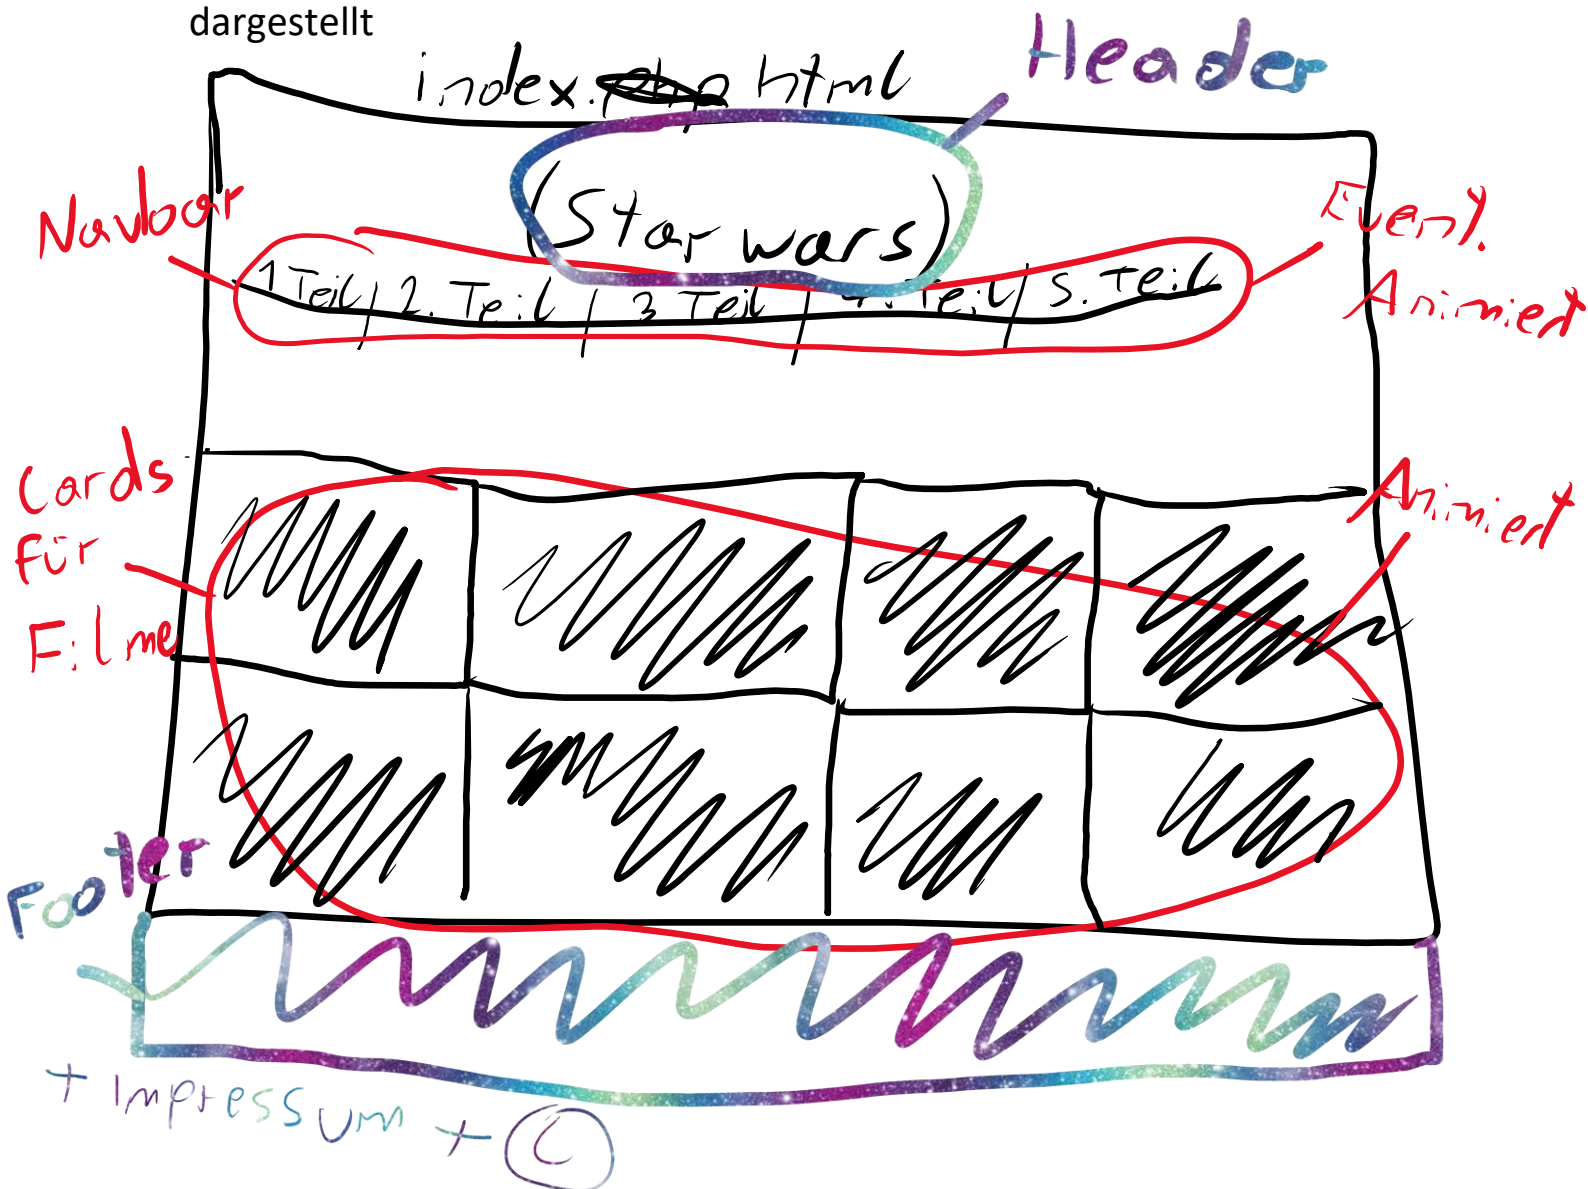 dargestellt
index.php html
Header
(Star wars)
Navbar
Event.
Animiert
1 Teil | 2. Teil | 3 Teil | 4. Teil | 5. Teil
Cards
für
Filme
Animiert
Footer
+ Impressum + ©